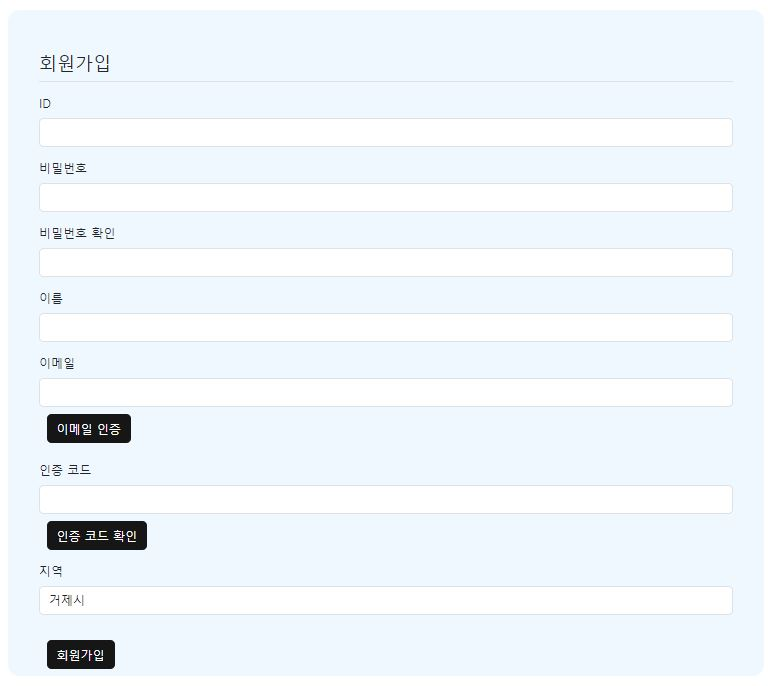 회원가입
ID
비밀번호
비밀번호 확인
이름
이메일
이메일 인증
인증 코드
인증 코드 확인
지역
거제시
회원가입